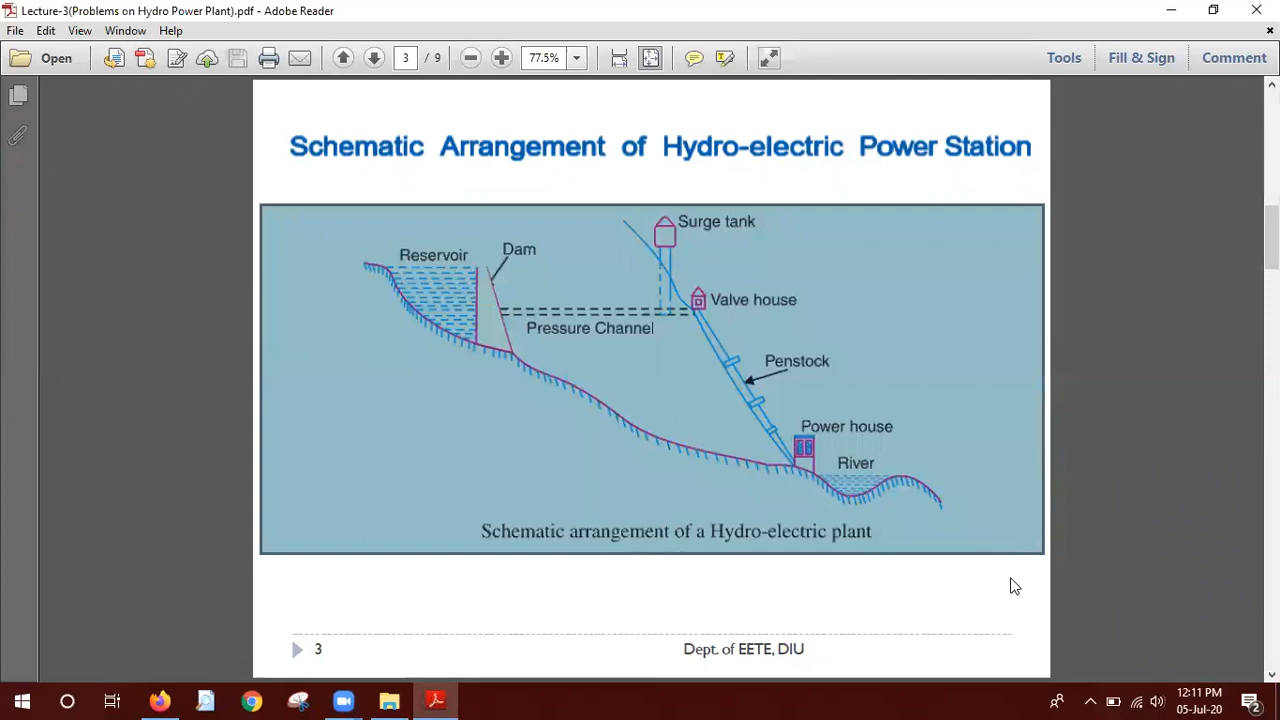 Lecture-3(Problems on Hydro Power Plant).pdf - Adobe Reader
File Edit View Window Help
Open 3 / 9 77.5% Tools Fill & Sign Comment
Schematic Arrangement of Hydro-electric Power Station
Surge tank
Dam
Reservoir
Valve house
Pressure Channel
Penstock
Power house
River
Schematic arrangement of a Hydro-electric plant
3 Dept. of EETE, DIU
12:11 PM
05-Jul-20
2